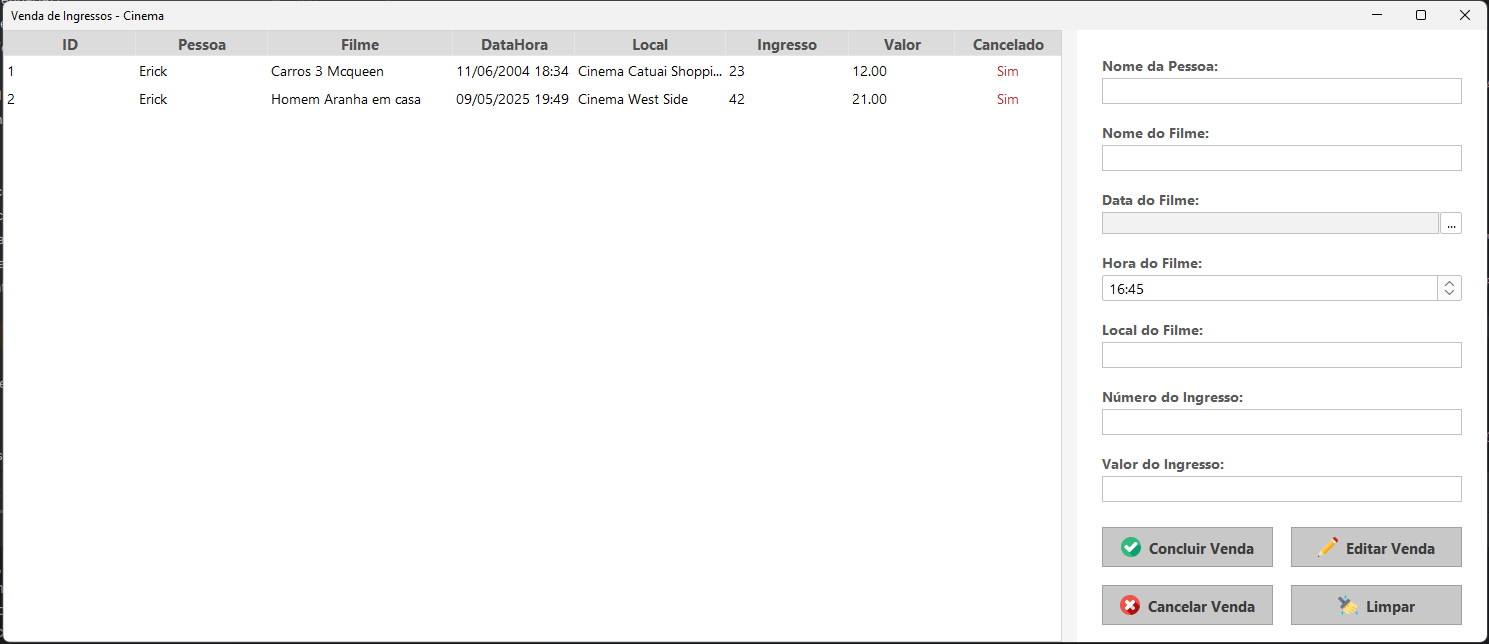 Venda de Ingressos - Cinema
ID Pessoa Filme DataHora Local Ingresso Valor Cancelado
1 Erick Carros 3 Mcqueen 11/06/2004 18:34 Cinema Catuai Shoppi... 23 12.00 Sim
2 Erick Homem Aranha em casa 09/05/2025 19:49 Cinema West Side 42 21.00 Sim
Nome da Pessoa:
Nome do Filme:
Data do Filme:
...
Hora do Filme:
16:45
Local do Filme:
Número do Ingresso:
Valor do Ingresso:
Concluir Venda Editar Venda
Cancelar Venda Limpar